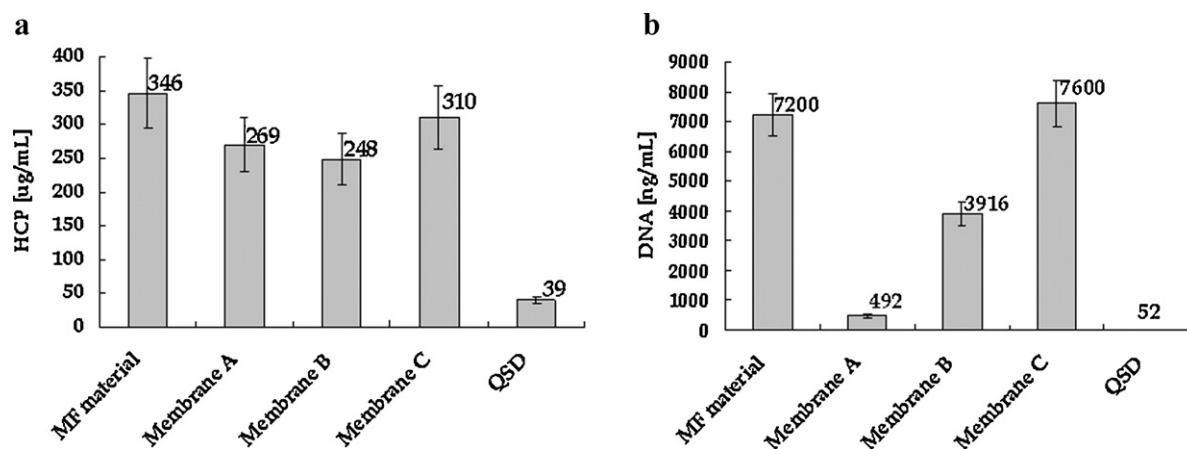 a
HCP [ug/mL]
400
350
300
250
200
150
100
50
0
346
269
248
310
39
MF material
Membrane A
Membrane B
Membrane C
QSD
b
DNA [ng/mL]
9000
8000
7000
6000
5000
4000
3000
2000
1000
0
7200
492
3916
7600
52
MF material
Membrane A
Membrane B
Membrane C
QSD